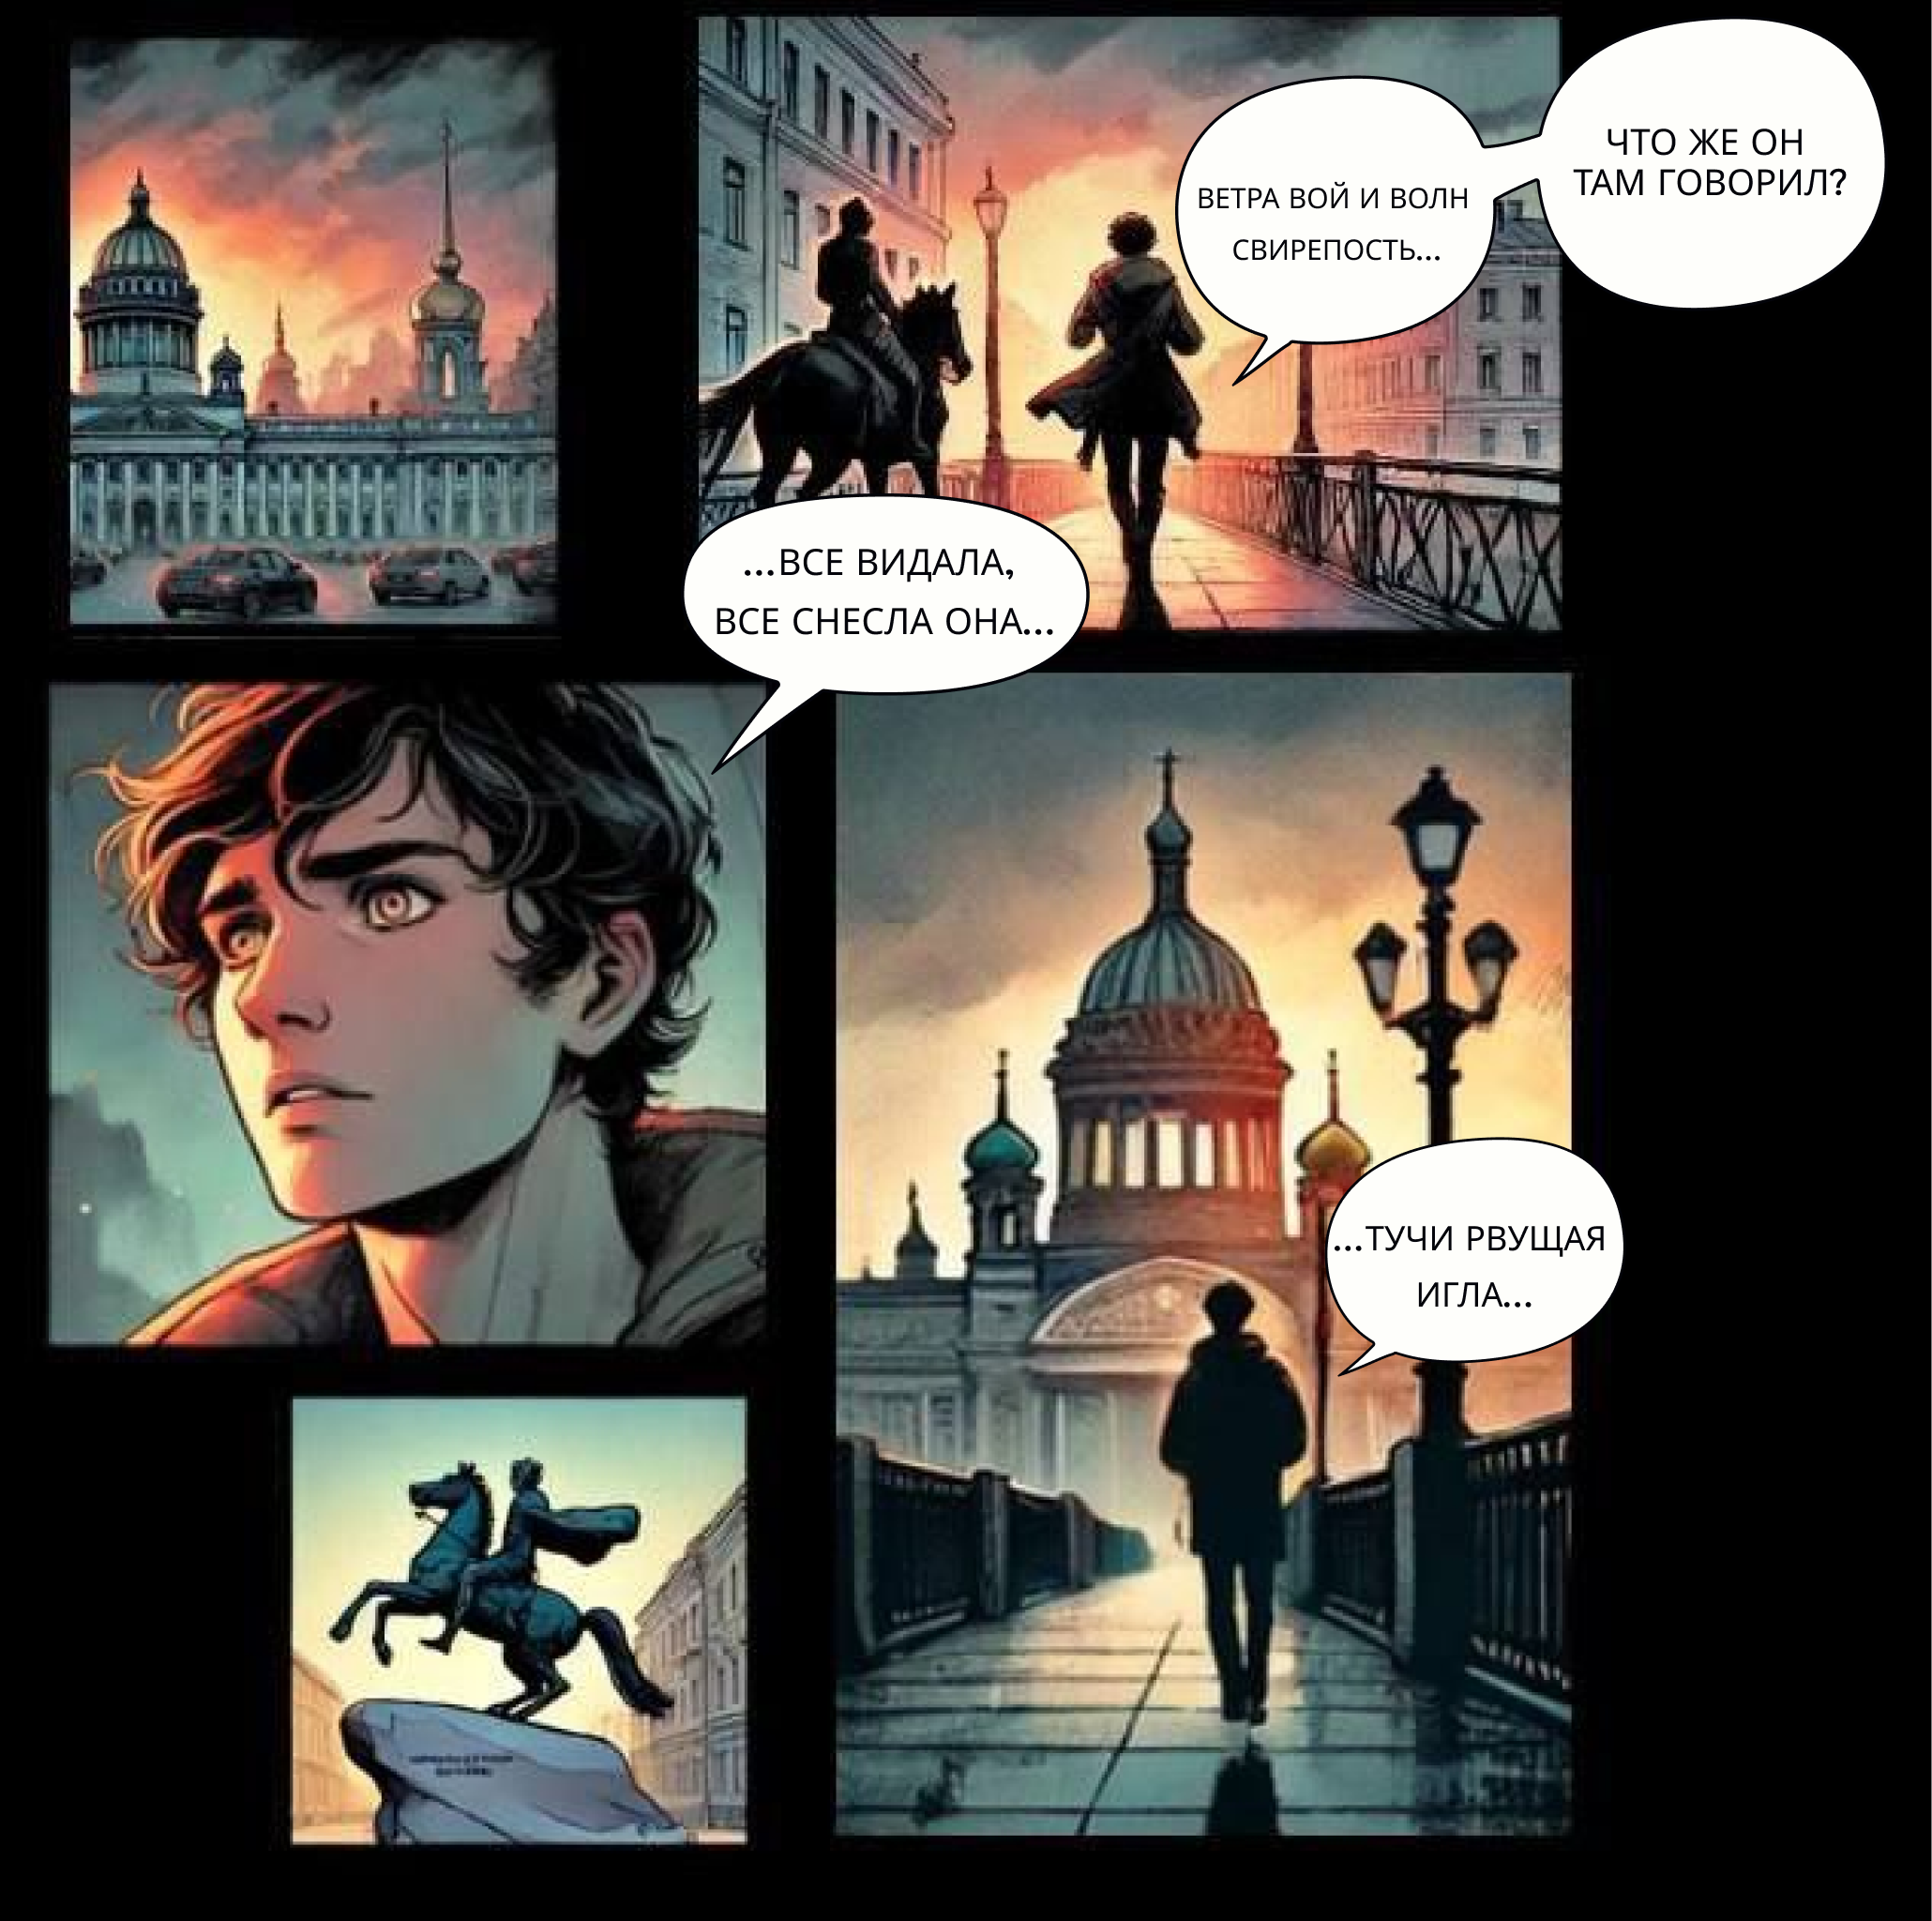 ЧТО ЖЕ ОН
ТАМ ГОВОРИЛ?
ВЕТРА ВОЙ И ВОЛН
СВИРЕПОСТЬ...
...ВСЕ ВИДАЛА,
ВСЕ СНЕСЛА ОНА...
...ТУЧИ РВУЩАЯ
ИГЛА...